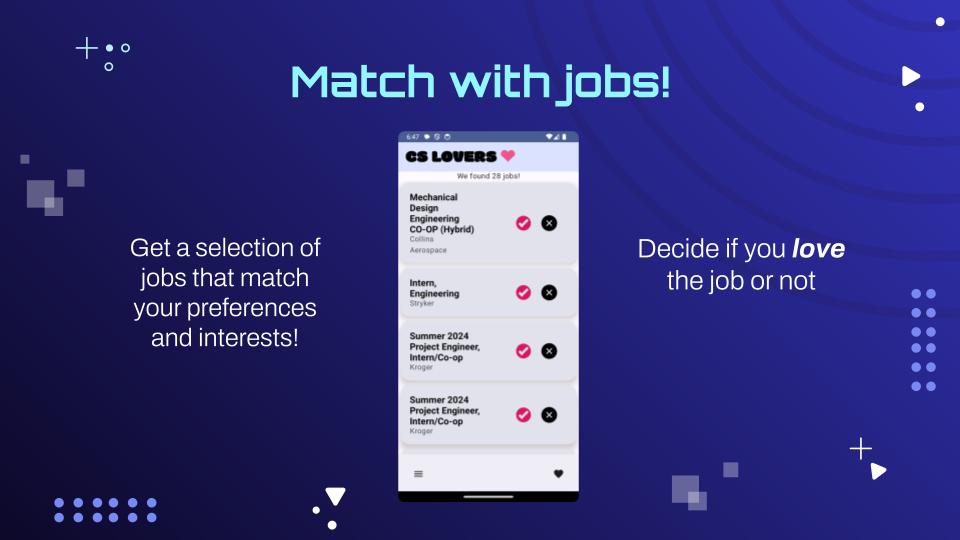 Match with jobs!
Get a selection of
jobs that match
your preferences
and interests!
6:47
CS LOVERS
We found 28 jobs!
Mechanical
Design
Engineering
CO-OP (Hybrid)
Collins
Aerospace
Intern,
Engineering
Stryker
Summer 2024
Project Engineer,
Intern/Co-op
Kroger
Summer 2024
Project Engineer,
Intern/Co-op
Kroger
Decide if you love
the job or not